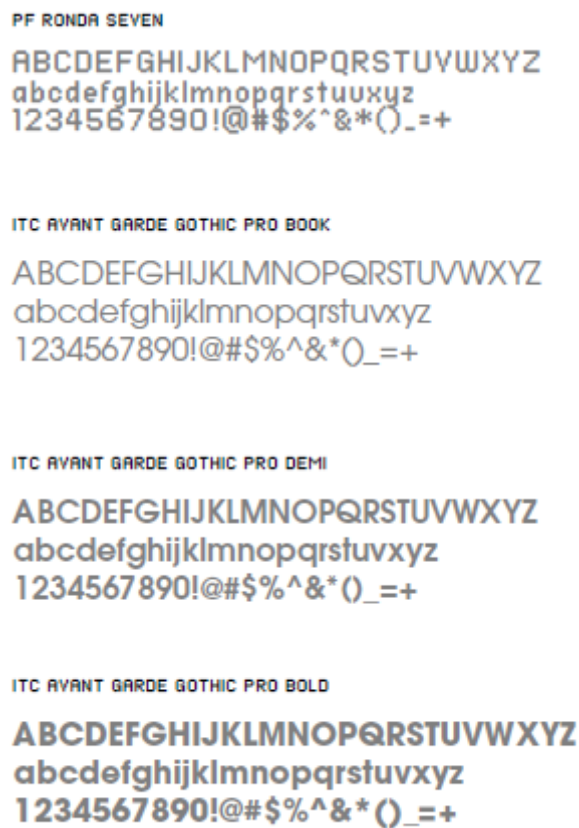 PF RONDA SEVEN
ABCDEFGHIJKLMNOPQRSTUVWXYZ
abcdefghijklmnopqrstuvxyz
1234567890!@#$%^&*()_=+
ITC AVANT GARDE GOTHIC PRO BOOK
ABCDEFGHIJKLMNOPQRSTUVWXYZ
abcdefghijklmnopqrstuvxyz
1234567890!@#$%^&*()_=+
ITC AVANT GARDE GOTHIC PRO DEMI
ABCDEFGHIJKLMNOPQRSTUVWXYZ
abcdefghijklmnopqrstuvxyz
1234567890!@#$%^&*()_=+
ITC AVANT GARDE GOTHIC PRO BOLD
ABCDEFGHIJKLMNOPQRSTUVWXYZ
abcdefghijklmnopqrstuvxyz
1234567890!@#$%^&*()_=+